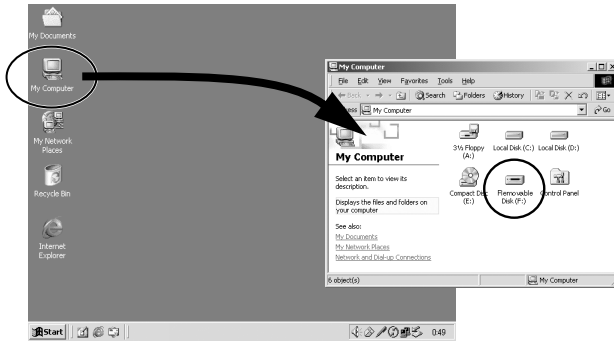 My Documents
My Computer
My Network
Places
Recycle Bin
Internet
Explorer
Start
0:49
My Computer
File Edit View Favorites Tools Help
Back Search Folders History
My Computer Go
My Computer
Select an item to view its
description.
Displays the files and folders on
your computer
See also:
My Documents
My Network Places
Network and Dial-up Connections
3½ Floppy
(A:)
Local Disk (C:) Local Disk (D:)
Compact Disc
(E:)
Removable
Disk (F:)
Control Panel
6 object(s)
My Computer